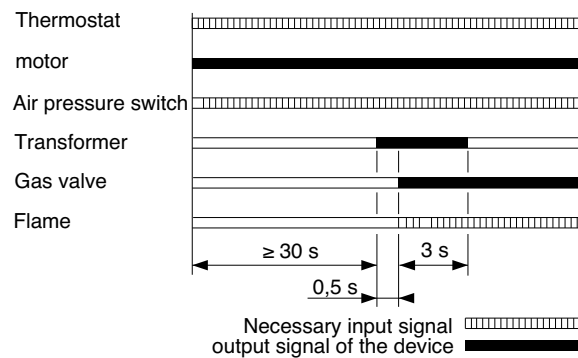 Thermostat
motor
Air pressure switch
Transformer
Gas valve
Flame
≥ 30 s
3 s
0,5 s
Necessary input signal
output signal of the device